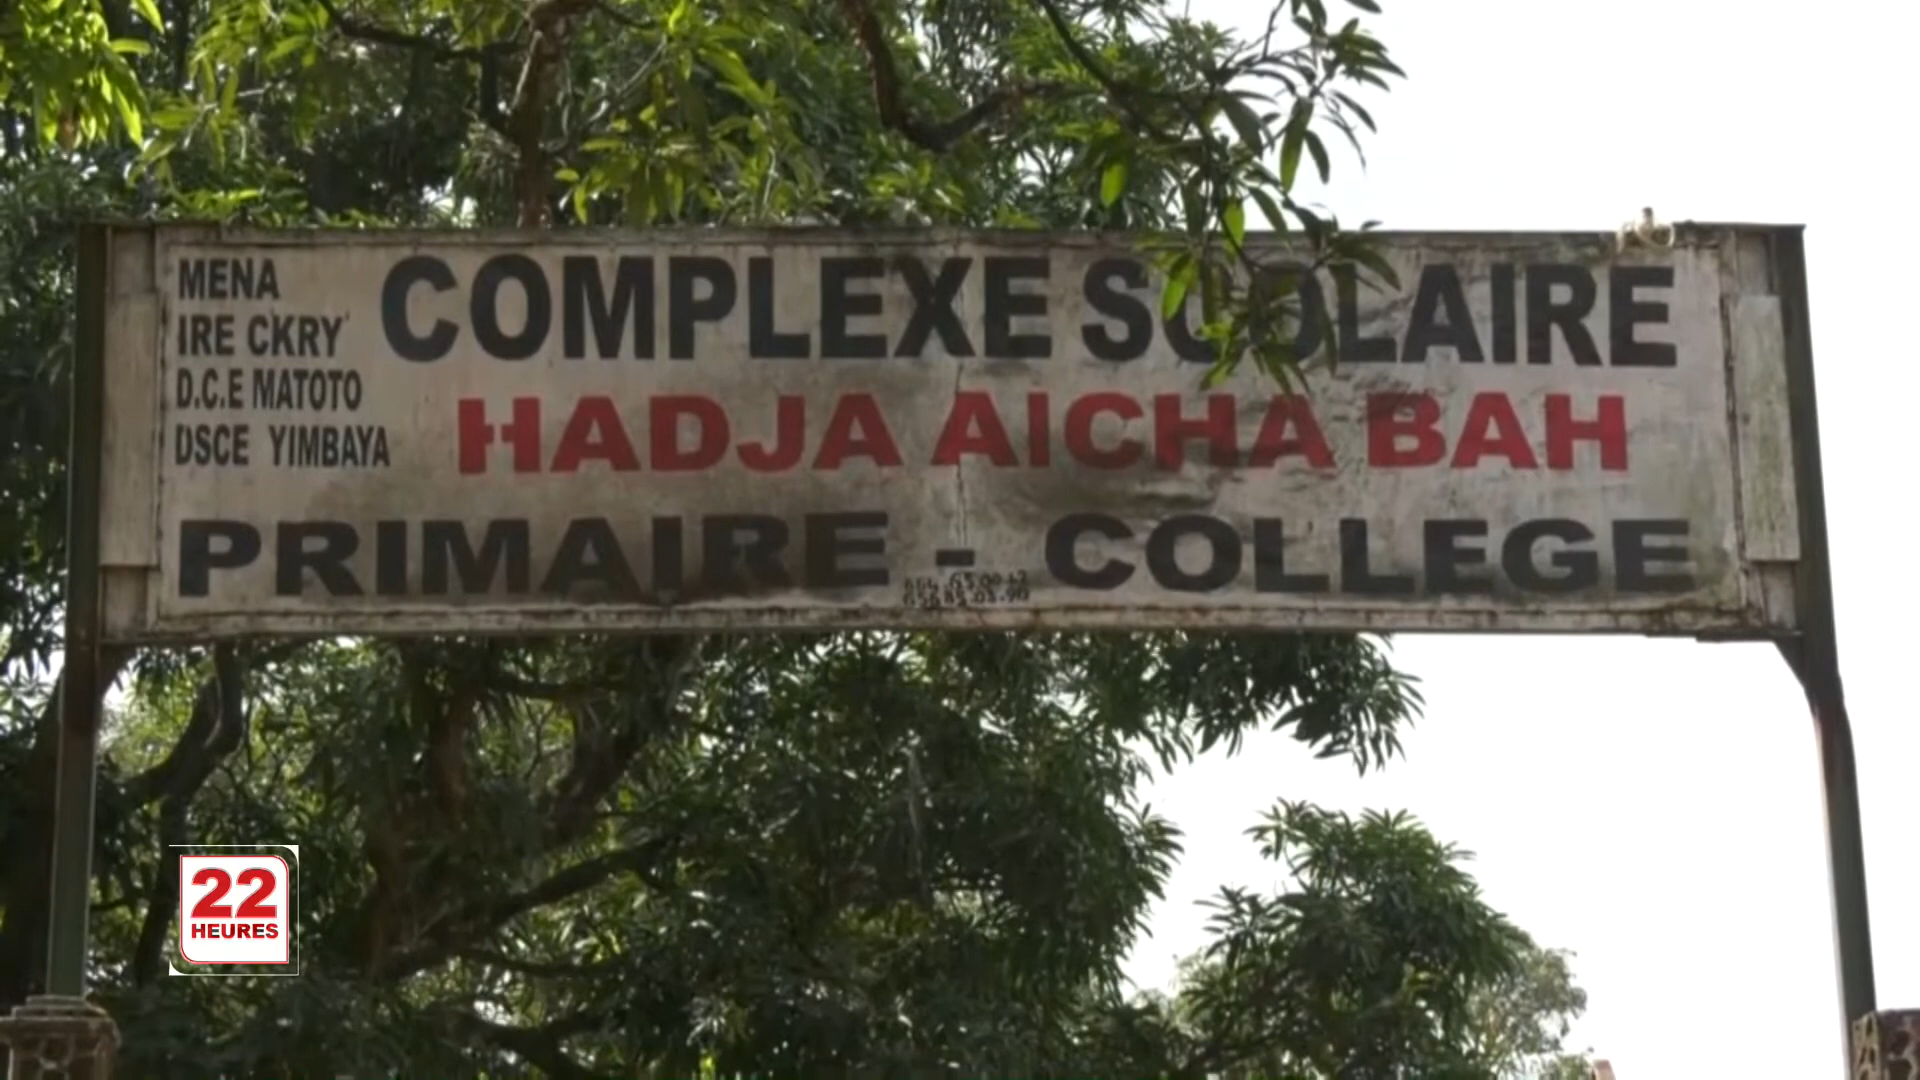 MENA
IRE CKRY
D.C.E MATOTO
DSCE YIMBAYA
COMPLEXE SCOLAIRE
HADJA AICHA BAH
PRIMAIRE - COLLEGE
22
HEURES